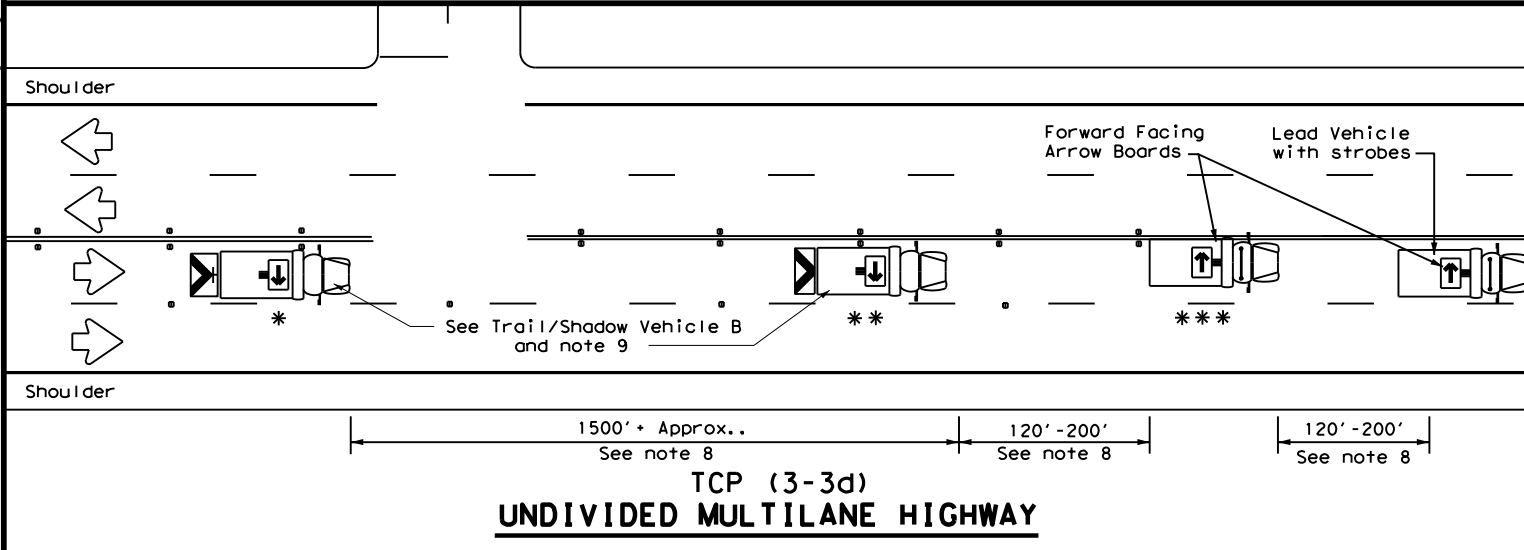 Shoulder
Forward Facing
Arrow Boards
Lead Vehicle
with strobes
*
**
***
See Trail/Shadow Vehicle B
and note 9
Shoulder
1500'+ Approx..
See note 8
120'-200'
See note 8
120'-200'
See note 8
TCP (3-3d)
UNDIVIDED MULTILANE HIGHWAY